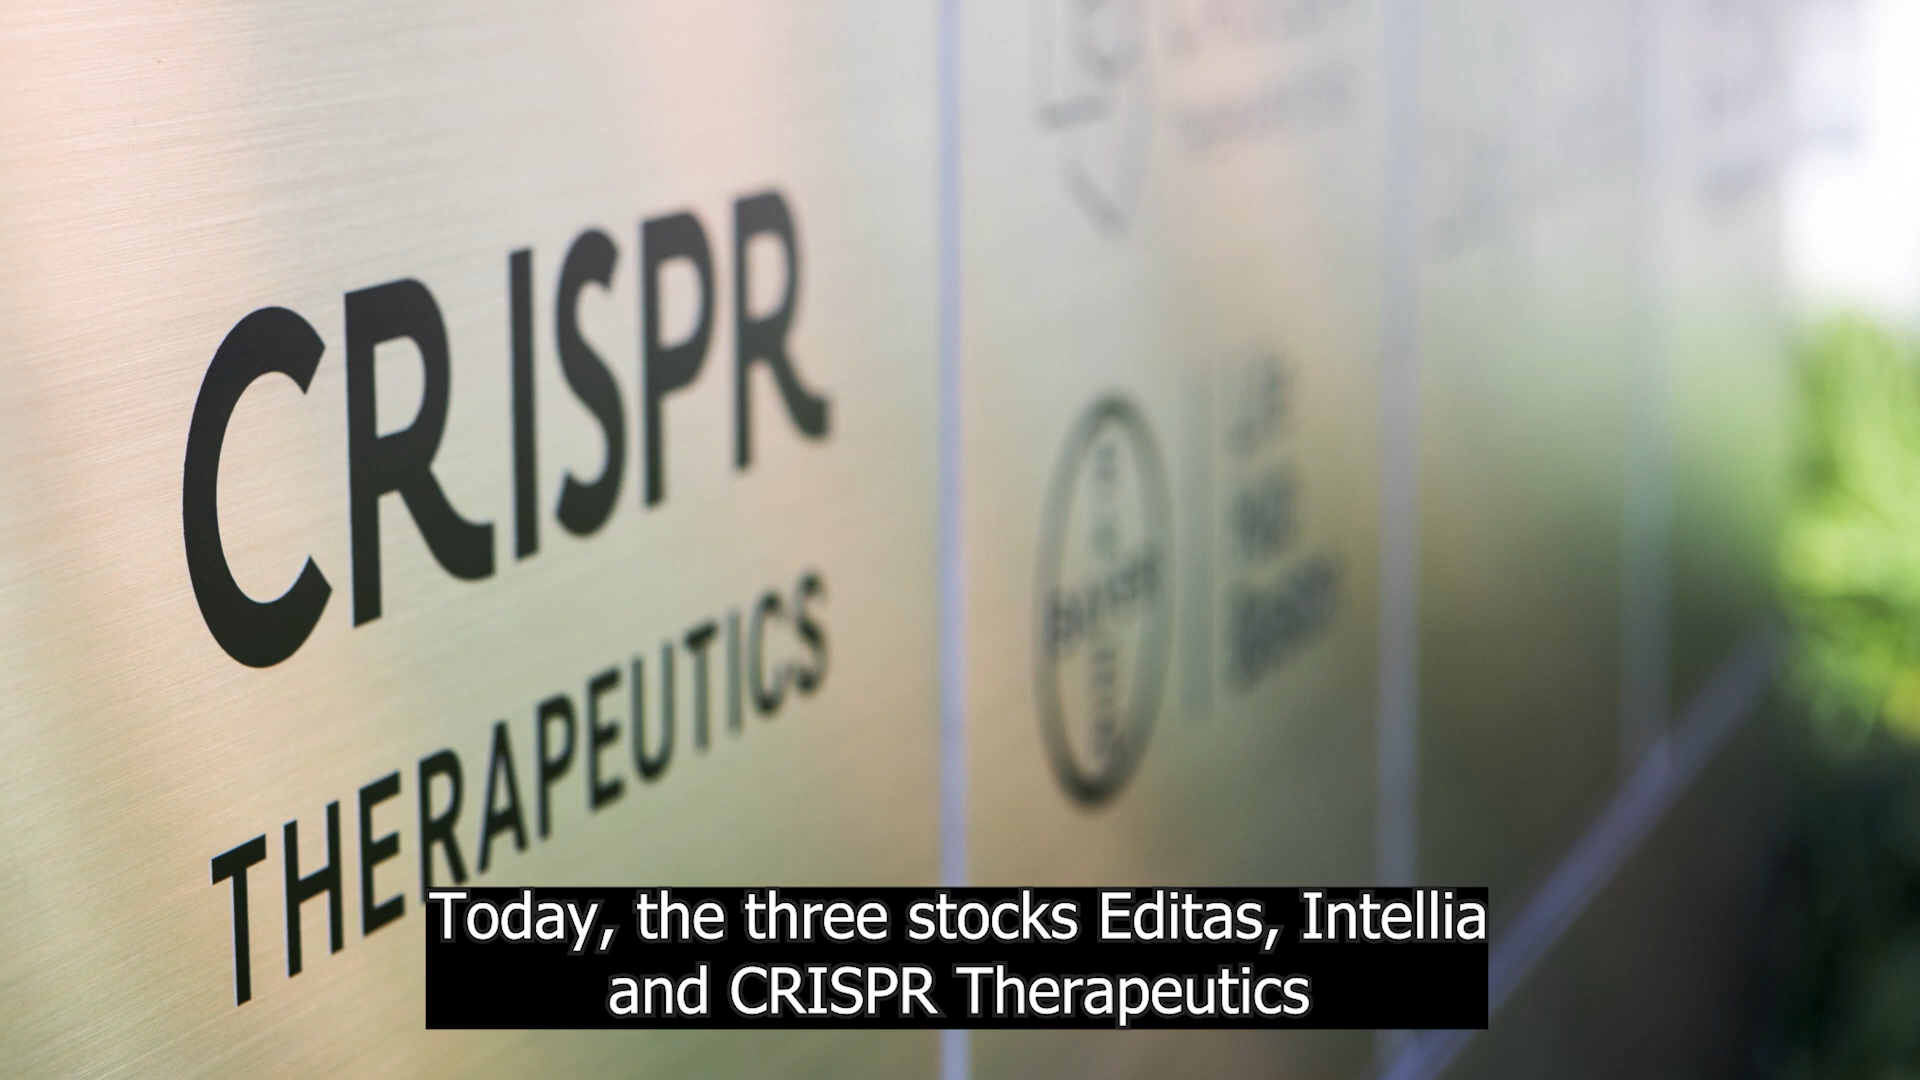 CRISPR
THERAPEUTICS
Today, the three stocks Editas, Intellia
and CRISPR Therapeutics